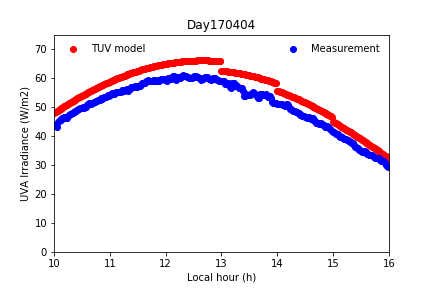 Day170404
TUV model
Measurement
UVA Irradiance (W/m2)
70
60
50
40
30
20
10
0
10 11 12 13 14 15 16
Local hour (h)